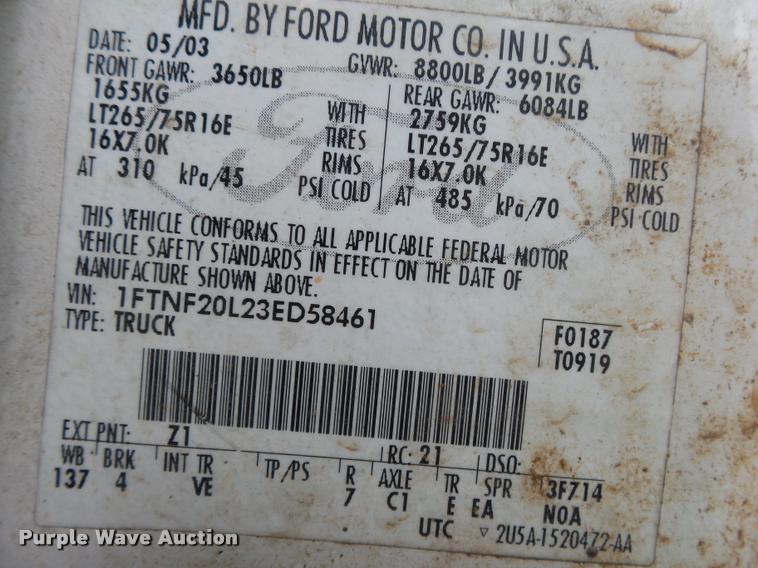 MFD. BY FORD MOTOR CO. IN U.S.A.
DATE: 05/03 GVWR: 8800LB / 3991KG
FRONT GAWR: 3650LB REAR GAWR: 6084LB
1655KG WITH 2759KG WITH
LT265/75R16E TIRES LT265/75R16E TIRES
16X7.0K RIMS 16X7.0K RIMS
AT 310 kPa/45 PSI COLD AT 485 kPa/70 PSI COLD
Ford
THIS VEHICLE CONFORMS TO ALL APPLICABLE FEDERAL MOTOR
VEHICLE SAFETY STANDARDS IN EFFECT ON THE DATE OF
MANUFACTURE SHOWN ABOVE.
VIN: 1FTNF20L23ED58461
TYPE: TRUCK
F0187
T0919
EXT PNT: Z1 RC: 21 DSO:
WB BRK INT TR TP/PS R AXLE TR SPR 3F714
137 4 VE 7 C1 E EA NOA
UTC 2U5A-1520472-AA
Purple Wave Auction